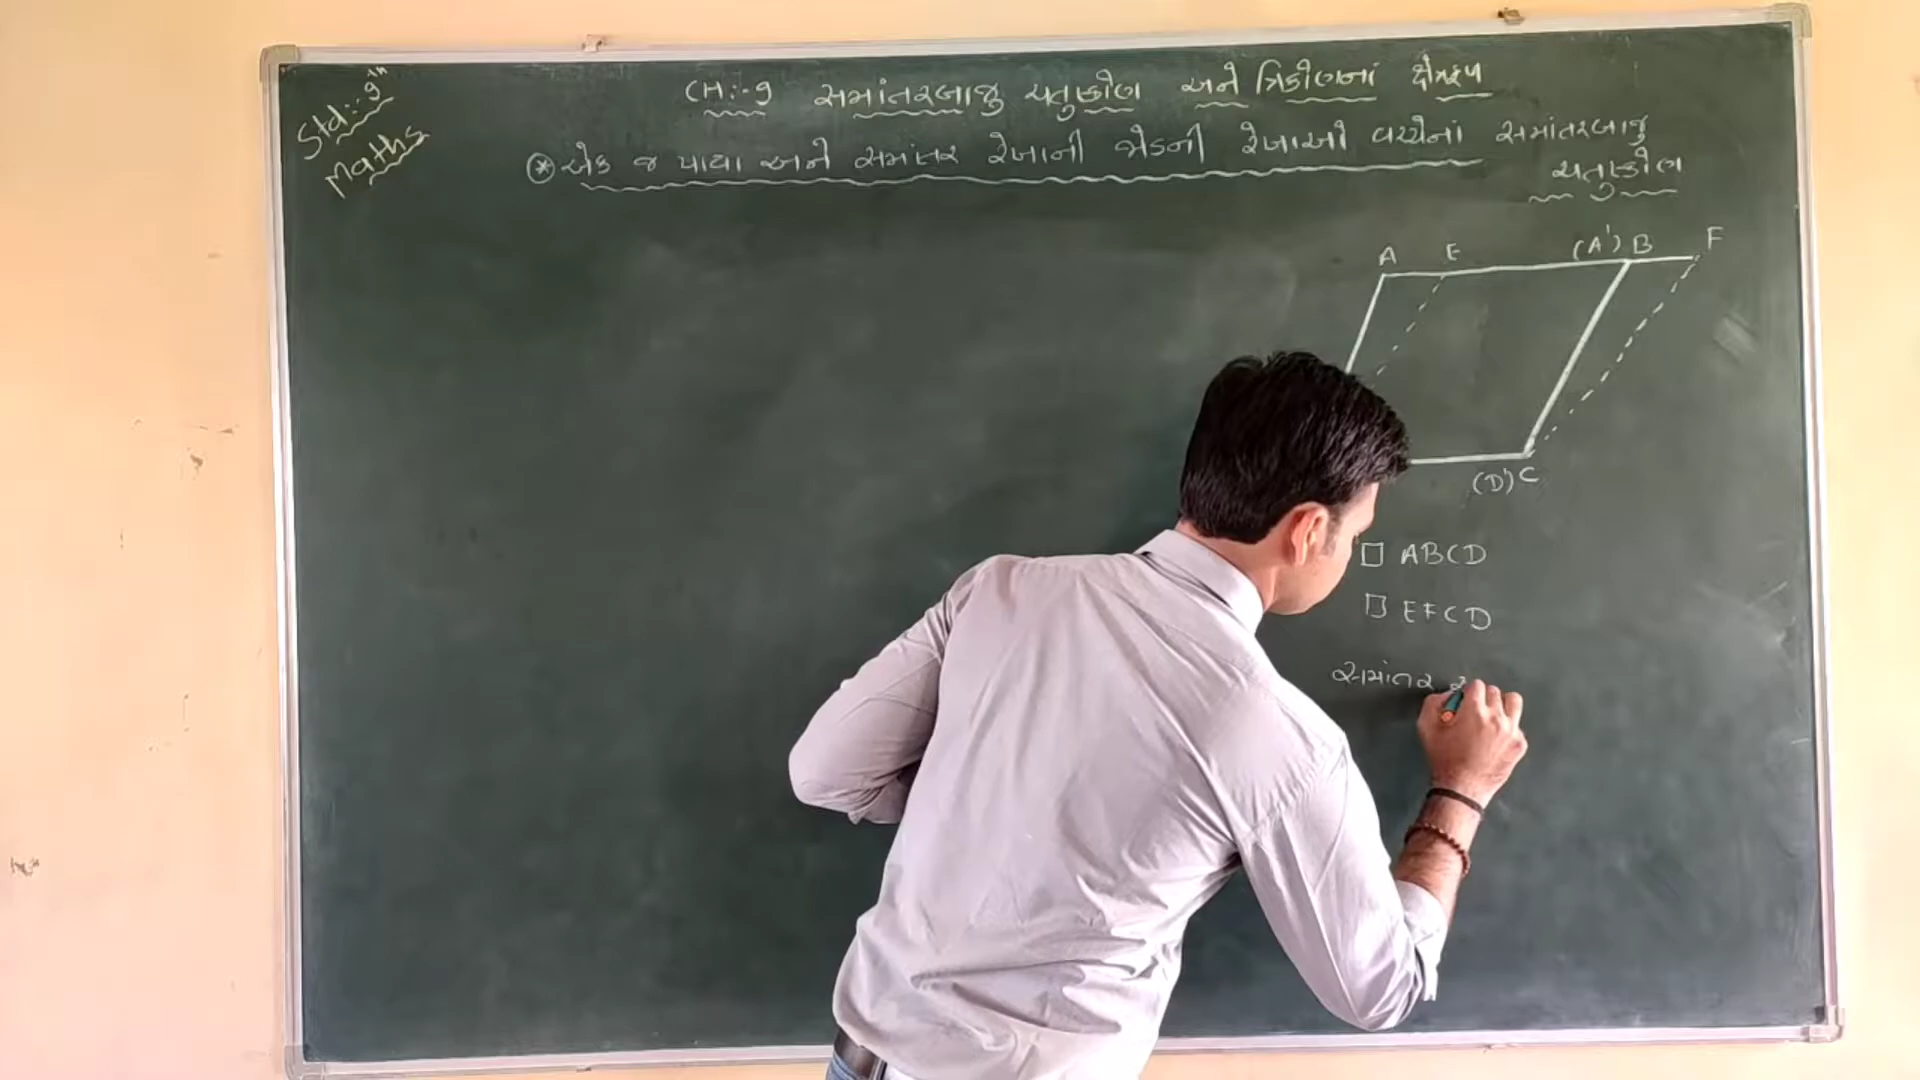 Std:- 9th
Maths
CH:- 9 સમાંતરબાજુ ચતુષ્કોણ અને ત્રિકોણનાં ક્ષેત્રફળ
* એક જ પાયા અને સમાંતર રેખાની જોડની રેખાઓ વચ્ચેનાં સમાંતરબાજુ
ચતુષ્કોણ
A E (A') B F
(D') C
□ ABCD
□ EFCD
સમાંતર